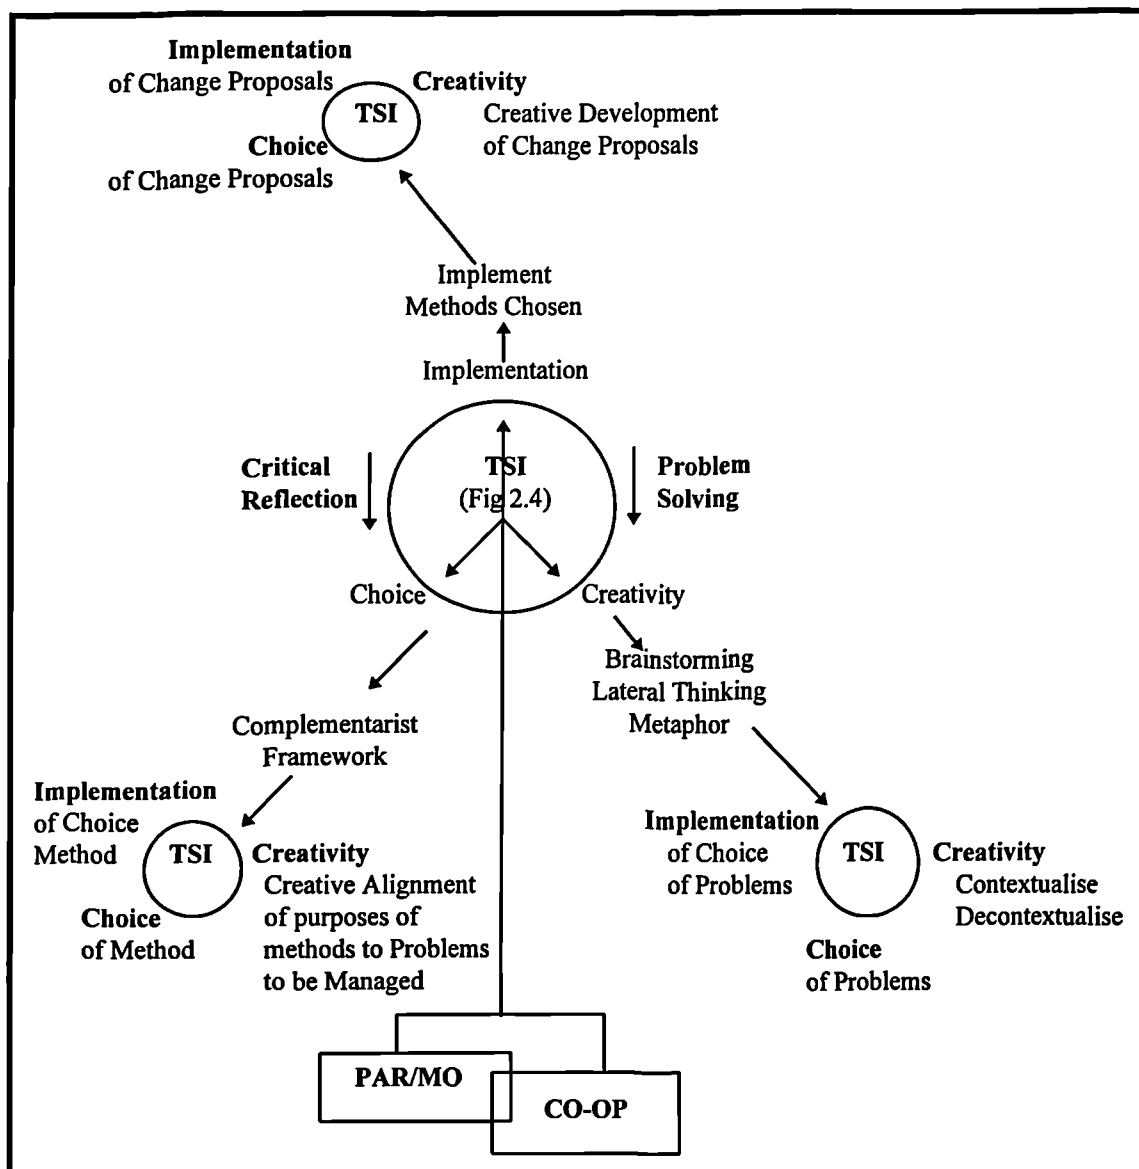 Implementation
of Change Proposals
Creativity
TSI
Creative Development
of Change Proposals
Choice
of Change Proposals
Implement
Methods Chosen
Implementation
Critical
Reflection
TSI
(Fig 2.4)
Problem
Solving
Choice
Creativity
Brainstorming
Lateral Thinking
Metaphor
Complementarist
Framework
Implementation
of Choice
Method
TSI
Creativity
Creative Alignment
of purposes of
methods to Problems
to be Managed
Choice
of Method
Implementation
of Choice
of Problems
TSI
Creativity
Contextualise
Decontextualise
Choice
of Problems
PAR/MO
CO-OP